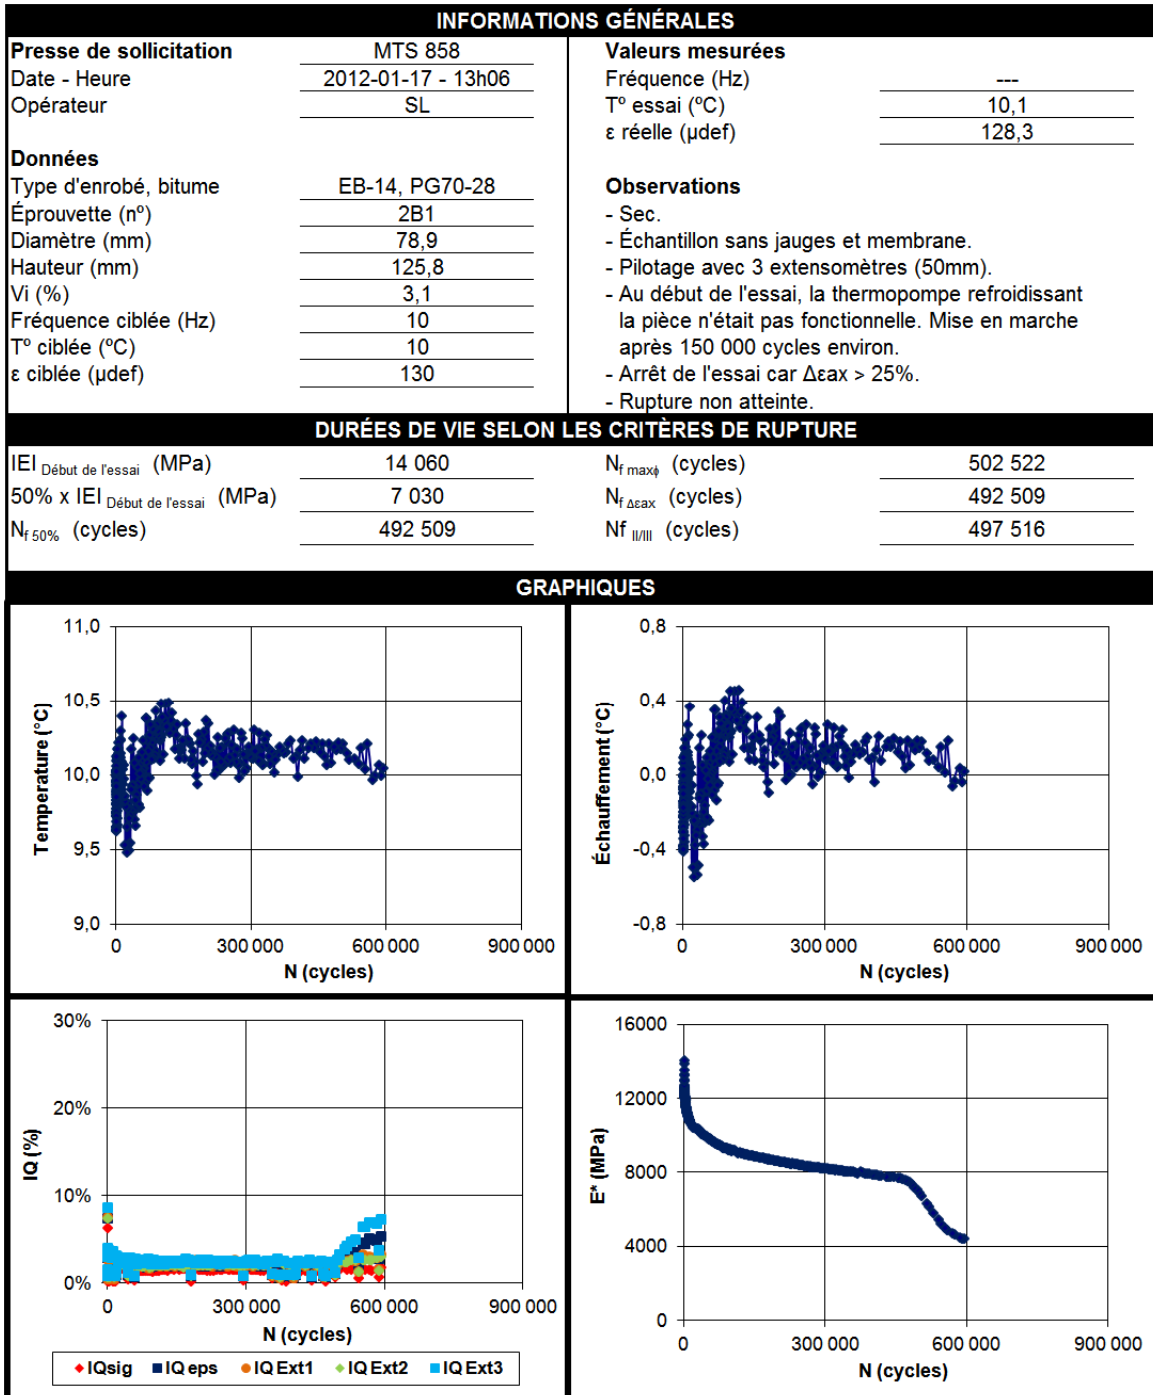 INFORMATIONS GÉNÉRALES
Presse de sollicitation MTS 858
Date - Heure 2012-01-17 - 13h06
Opérateur SL
Données
Type d'enrobé, bitume EB-14, PG70-28
Éprouvette (nº) 2B1
Diamètre (mm) 78,9
Hauteur (mm) 125,8
Vi (%) 3,1
Fréquence ciblée (Hz) 10
Tº ciblée (ºC) 10
ε ciblée (µdef) 130
Valeurs mesurées
Fréquence (Hz) ---
Tº essai (ºC) 10,1
ε réelle (µdef) 128,3
Observations
- Sec.
- Échantillon sans jauges et membrane.
- Pilotage avec 3 extensomètres (50mm).
- Au début de l'essai, la thermopompe refroidissant
la pièce n'était pas fonctionnelle. Mise en marche
après 150 000 cycles environ.
- Arrêt de l'essai car Δεax > 25%.
- Rupture non atteinte.
DURÉES DE VIE SELON LES CRITÈRES DE RUPTURE
IEI Début de l'essai (MPa) 14 060
50% x IEI Début de l'essai (MPa) 7 030
Nf 50% (cycles) 492 509
Nf maxϕ (cycles) 502 522
Nf Δεax (cycles) 492 509
Nf II/III (cycles) 497 516
GRAPHIQUES
Temperature (°C)
11,0
10,5
10,0
9,5
9,0
0 300 000 600 000 900 000
N (cycles)
Échauffement (°C)
0,8
0,4
0,0
-0,4
-0,8
0 300 000 600 000 900 000
N (cycles)
IQ (%)
30%
20%
10%
0%
0 300 000 600 000 900 000
N (cycles)
IQsig IQ eps IQ Ext1 IQ Ext2 IQ Ext3
E* (MPa)
16000
12000
8000
4000
0
0 300 000 600 000 900 000
N (cycles)